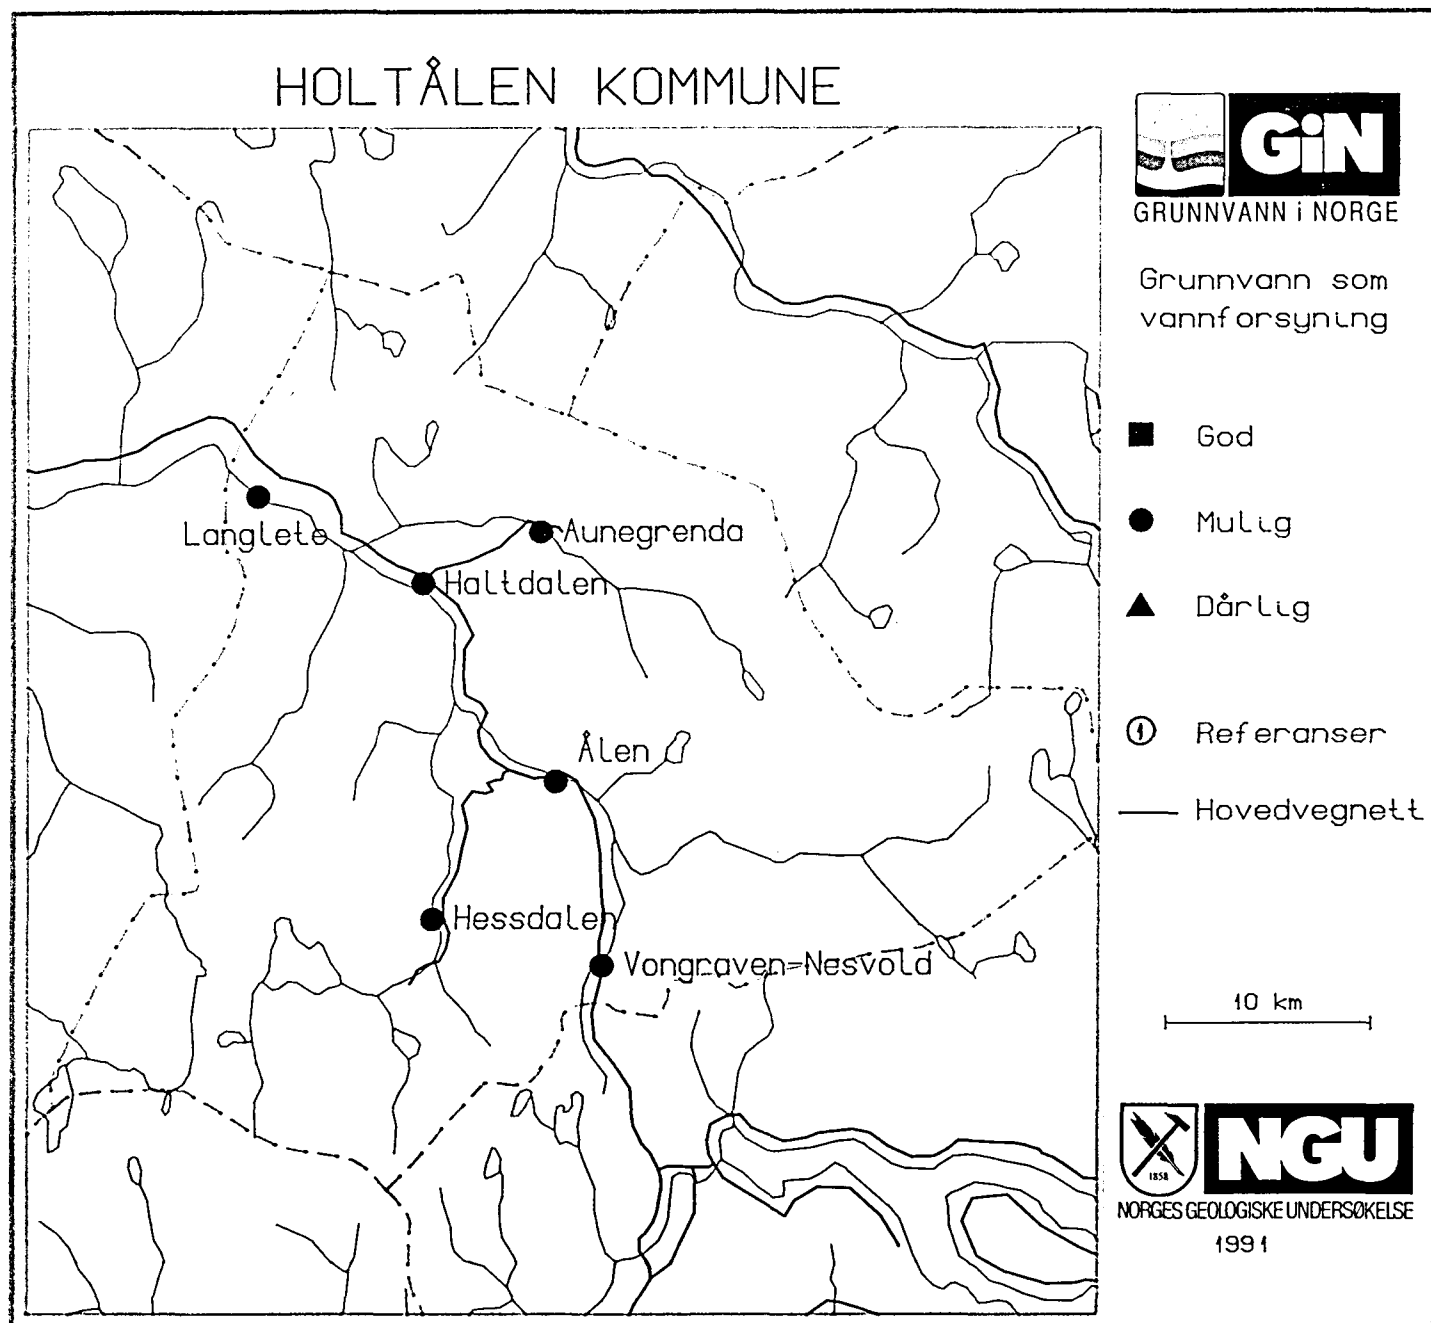 HOLTÅLEN KOMMUNE
GiN
GRUNNVANN i NORGE
Grunnvann som
vannforsyning
God
Mulig
Dårlig
1 Referanser
Hovedvegnett
Langlete
Aunegrenda
Haltdalen
Ålen
Hessdalen
Vongraven-Nesvold
10 km
1858
NGU
NORGES GEOLOGISKE UNDERSØKELSE
1991